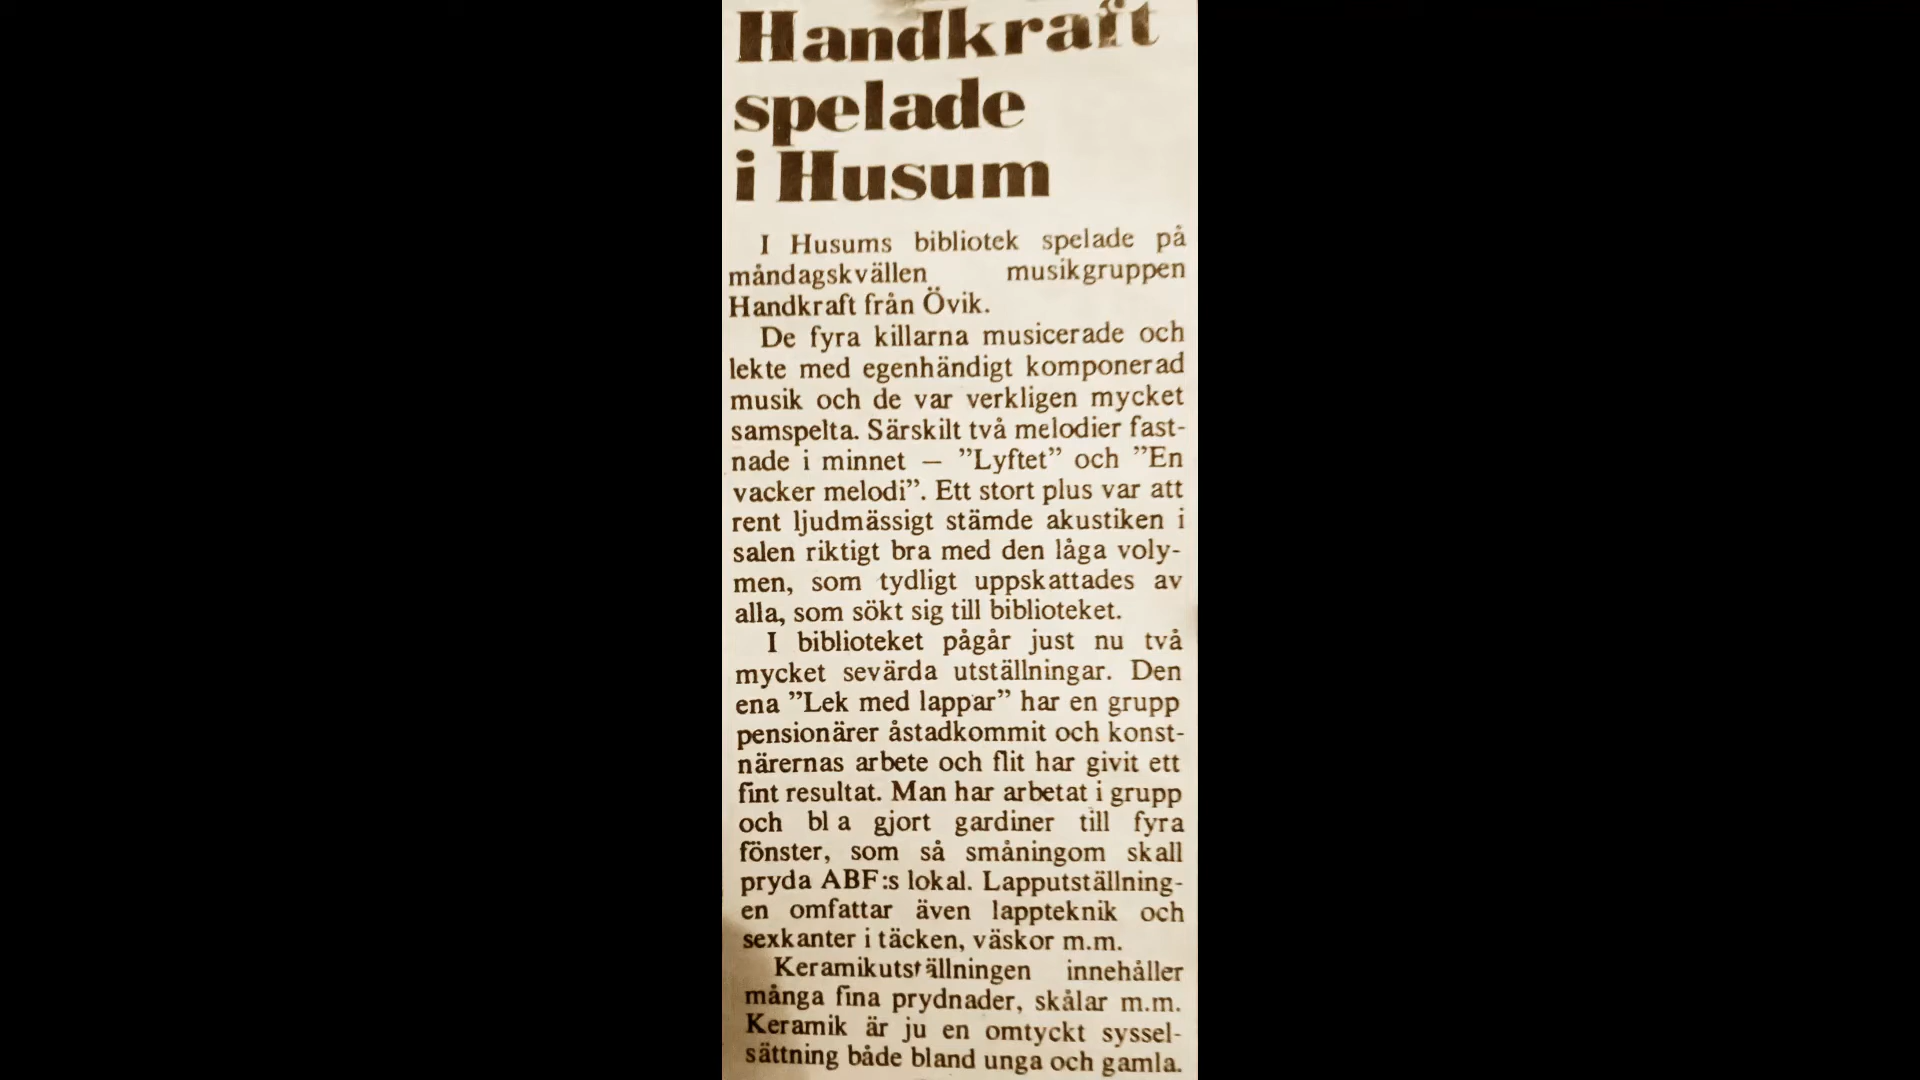 Handkraft
spelade
i Husum
I Husums bibliotek spelade på
måndagskvällen musikgruppen
Handkraft från Övik.
De fyra killarna musicerade och
lekte med egenhändigt komponerad
musik och de var verkligen mycket
samspelta. Särskilt två melodier fast-
nade i minnet — ”Lyftet” och ”En
vacker melodi”. Ett stort plus var att
rent ljudmässigt stämde akustiken i
salen riktigt bra med den låga voly-
men, som tydligt uppskattades av
alla, som sökt sig till biblioteket.
I biblioteket pågår just nu två
mycket sevärda utställningar. Den
ena ”Lek med lappar” har en grupp
pensionärer åstadkommit och konst-
närernas arbete och flit har givit ett
fint resultat. Man har arbetat i grupp
och bl a gjort gardiner till fyra
fönster, som så småningom skall
pryda ABF:s lokal. Lapputställning-
en omfattar även lappteknik och
sexkanter i täcken, väskor m.m.
Keramikutställningen innehåller
många fina prydnader, skålar m.m.
Keramik är ju en omtyckt syssel-
sättning både bland unga och gamla.